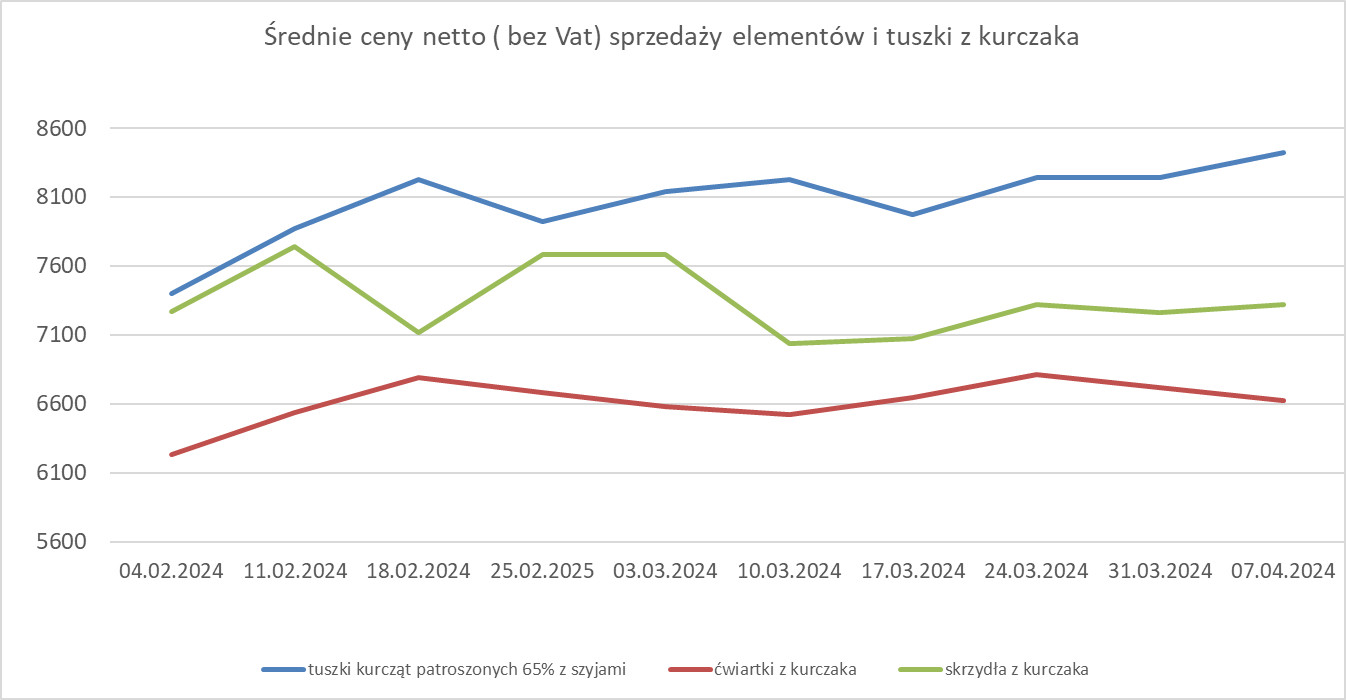 Średnie ceny netto ( bez Vat) sprzedaży elementów i tuszki z kurczaka
8600
8100
7600
7100
6600
6100
5600
04.02.2024 11.02.2024 18.02.2024 25.02.2025 03.03.2024 10.03.2024 17.03.2024 24.03.2024 31.03.2024 07.04.2024
tuszki kurcząt patroszonych 65% z szyjami ćwiartki z kurczaka skrzydła z kurczaka